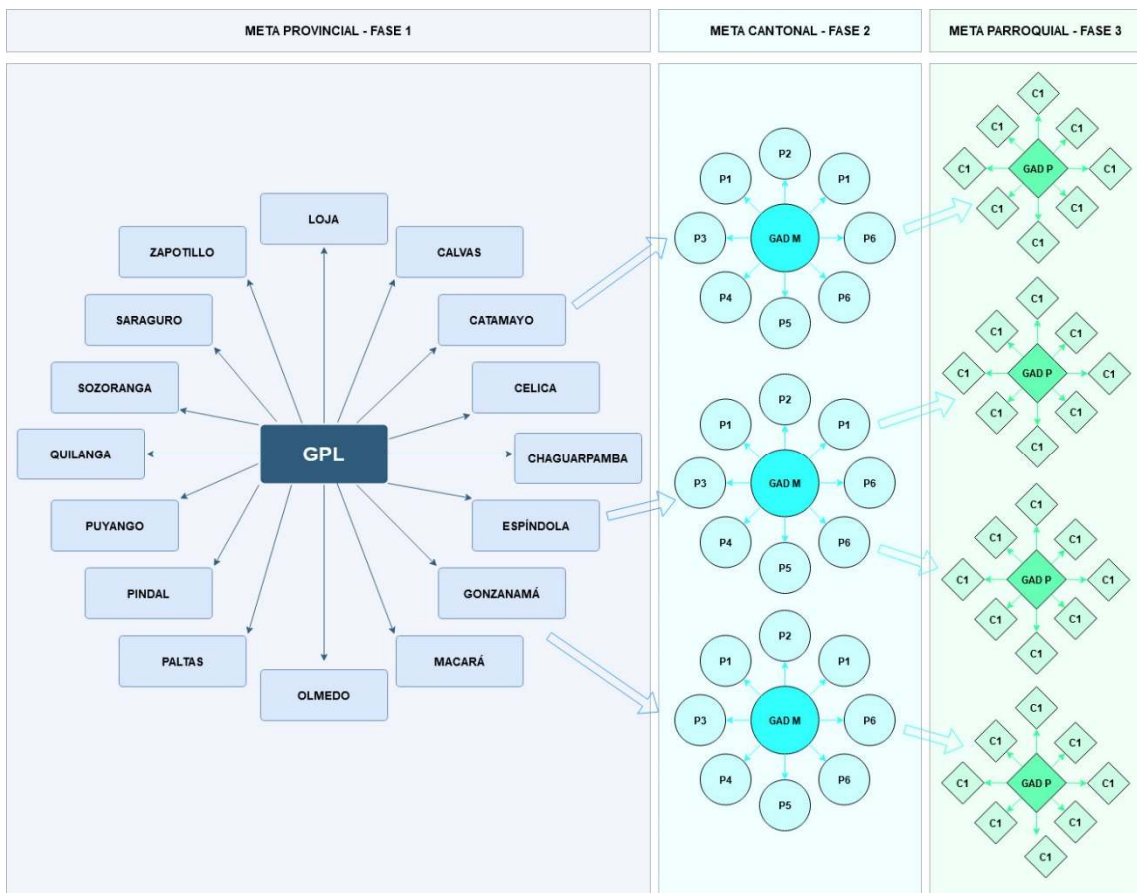 META PROVINCIAL - FASE 1
META CANTONAL - FASE 2
META PARROQUIAL - FASE 3
LOJA
ZAPOTILLO
CALVAS
SARAGURO
CATAMAYO
SOZORANGA
CELICA
QUILANGA
GPL
CHAGUARPAMBA
PUYANGO
ESPÍNDOLA
PINDAL
GONZANAMÁ
PALTAS
MACARÁ
OLMEDO
P2
P1
P1
P3
GAD M
P6
P4
P6
P5
P2
P1
P1
P3
GAD M
P6
P4
P6
P5
P2
P1
P1
P3
GAD M
P6
P4
P6
P5
C1
C1
C1
C1
GAD P
C1
C1
C1
C1
C1
C1
C1
C1
GAD P
C1
C1
C1
C1
C1
C1
C1
C1
GAD P
C1
C1
C1
C1
C1
C1
C1
C1
GAD P
C1
C1
C1
C1